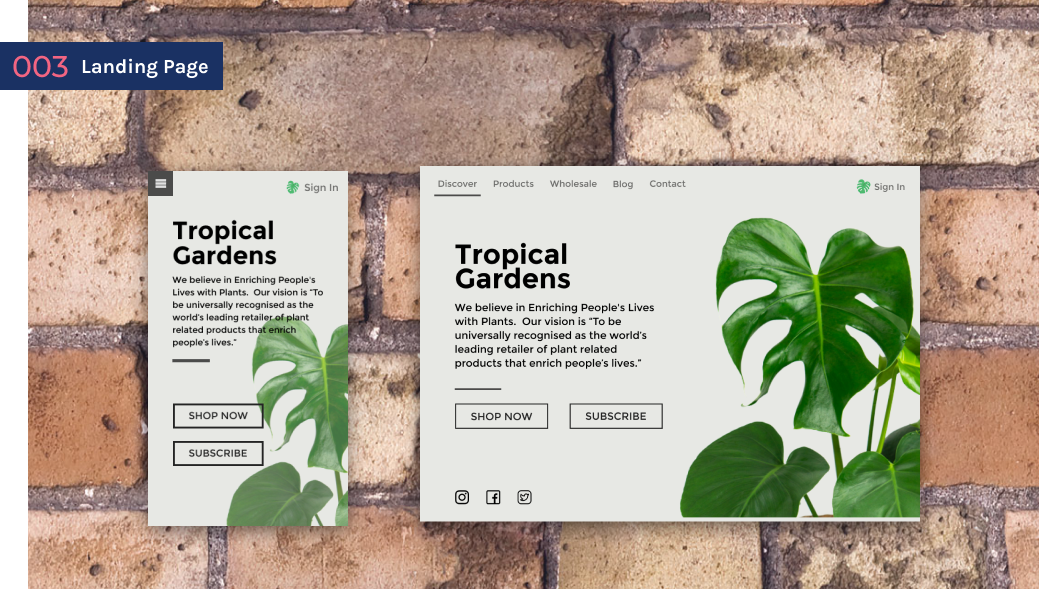 003 Landing Page
Sign In
Tropical
Gardens
We believe in Enriching People's
Lives with Plants.  Our vision is "To
be universally recognised as the
world's leading retailer of plant
related products that enrich
people's lives."
SHOP NOW
SUBSCRIBE
Discover Products Wholesale Blog Contact Sign In
Tropical
Gardens
We believe in Enriching People's Lives
with Plants.  Our vision is "To be
universally recognised as the world's
leading retailer of plant related
products that enrich people's lives."
SHOP NOW SUBSCRIBE